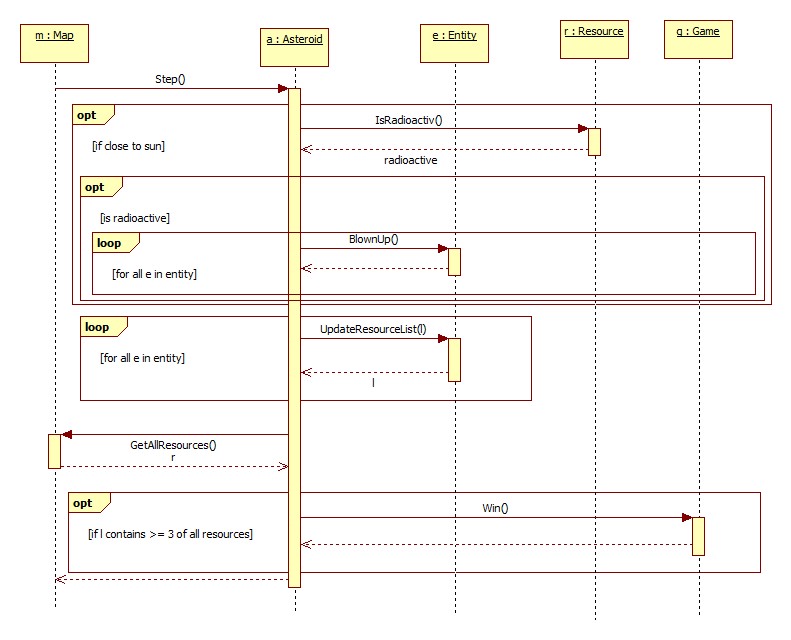 m : Map
a : Asteroid
e : Entity
r : Resource
g : Game
Step()
opt
IsRadioactiv()
[if close to sun]
radioactive
opt
[is radioactive]
loop
BlownUp()
[for all e in entity]
loop
UpdateResourceList(l)
[for all e in entity]
l
GetAllResources()
r
opt
Win()
[if l contains >= 3 of all resources]